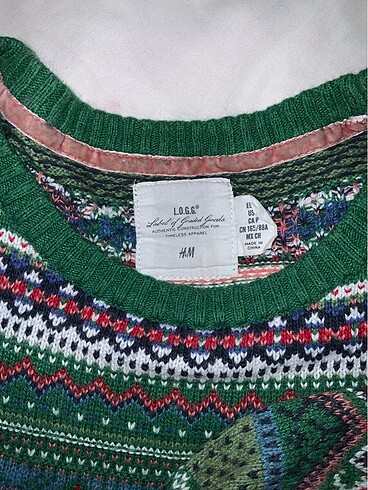 L.O.G.G.®
Label of Graded Goods
AUTHENTIC CONSTRUCTION FOR
TIMELESS APPAREL
H&M
EU
US
CA P
CN 165/88A
MX CH
MADE IN
CHINA